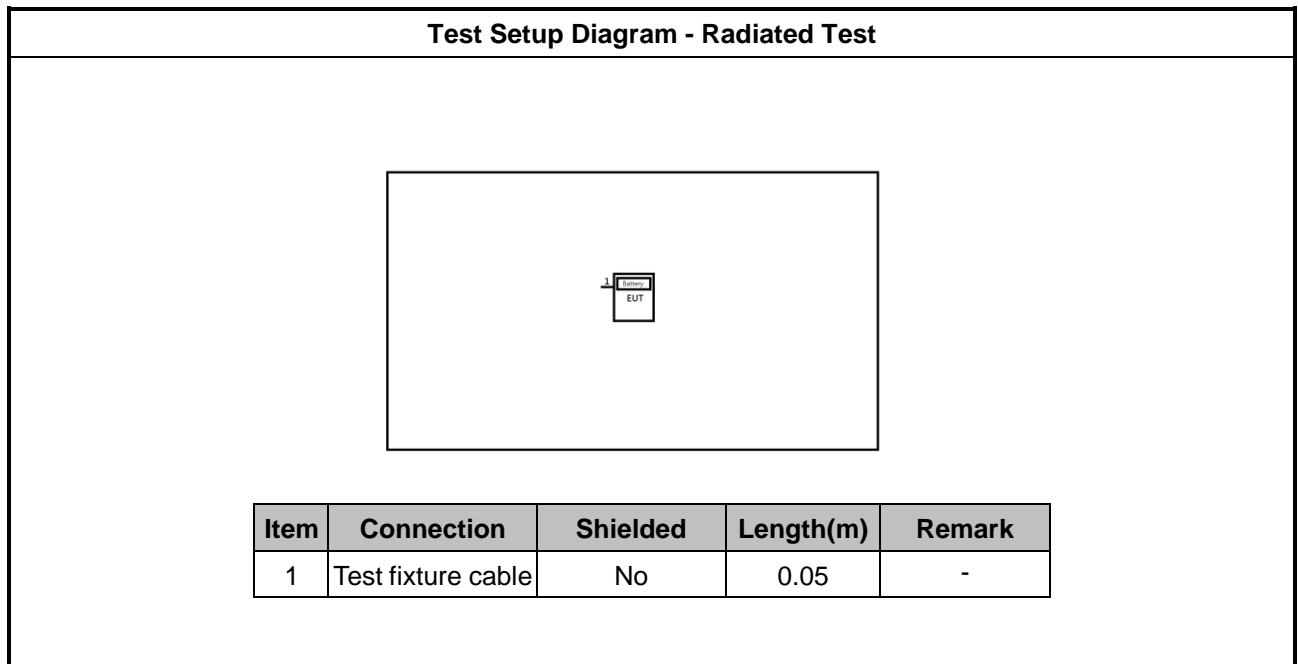 Test Setup Diagram - Radiated Test
1
Battery
EUT
Item Connection Shielded Length(m) Remark
1 Test fixture cable No 0.05 -